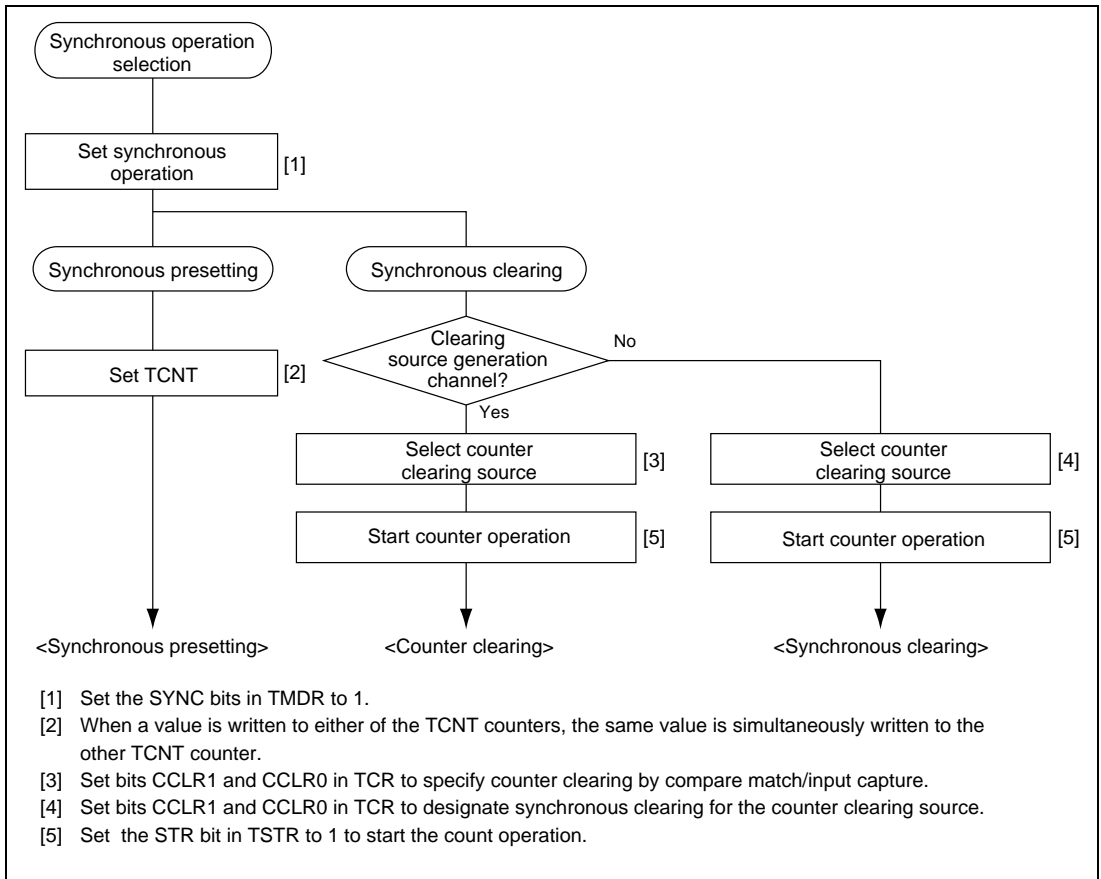 Synchronous operation
selection
Set synchronous
operation
[1]
Synchronous presetting
Synchronous clearing
Clearing
source generation
channel?
No
Yes
Set TCNT
[2]
Select counter
clearing source
[3]
Select counter
clearing source
[4]
Start counter operation
[5]
Start counter operation
[5]
<Synchronous presetting>
<Counter clearing>
<Synchronous clearing>
[1] Set the SYNC bits in TMDR to 1.
[2] When a value is written to either of the TCNT counters, the same value is simultaneously written to the
other TCNT counter.
[3] Set bits CCLR1 and CCLR0 in TCR to specify counter clearing by compare match/input capture.
[4] Set bits CCLR1 and CCLR0 in TCR to designate synchronous clearing for the counter clearing source.
[5] Set the STR bit in TSTR to 1 to start the count operation.